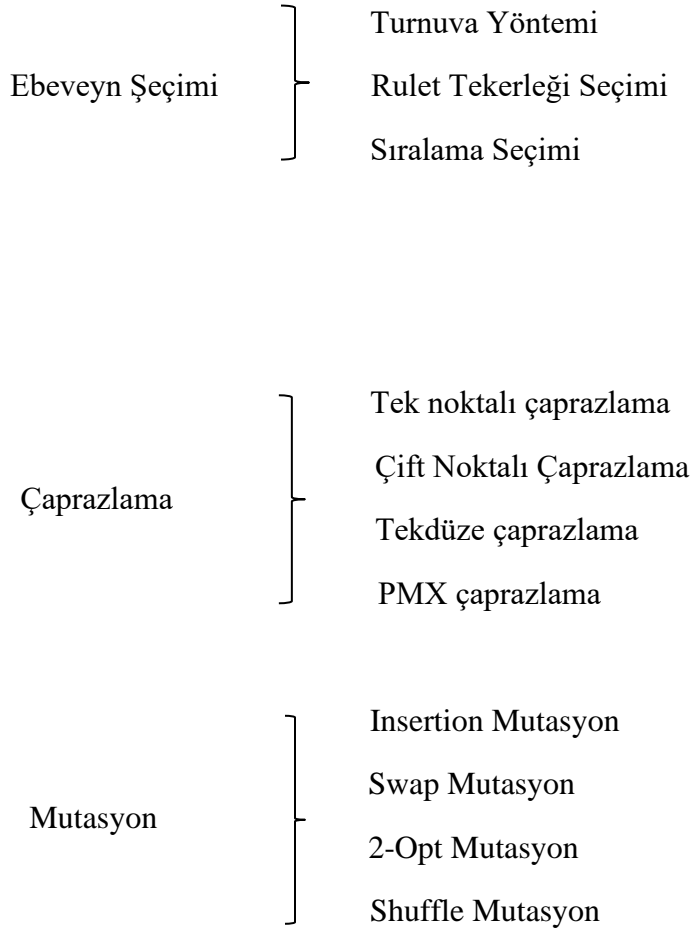 Turnuva Yöntemi
Ebeveyn Şeçimi
Rulet Tekerleği Seçimi
Sıralama Seçimi
Tek noktalı çaprazlama
Çift Noktalı Çaprazlama
Çaprazlama
Tekdüze çaprazlama
PMX çaprazlama
Insertion Mutasyon
Swap Mutasyon
Mutasyon
2-Opt Mutasyon
Shuffle Mutasyon